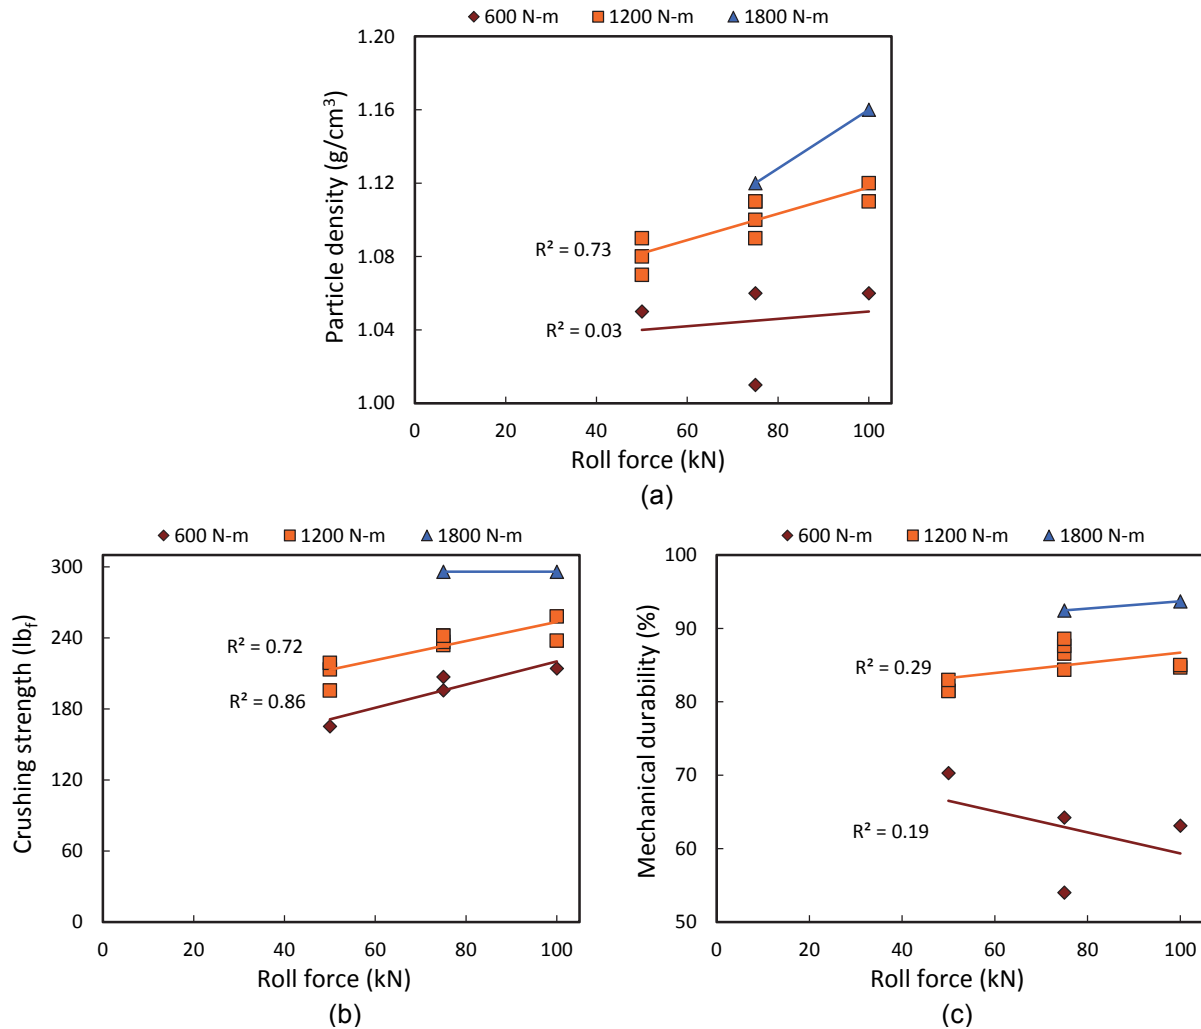 600 N-m 1200 N-m 1800 N-m
1.20
1.16
1.12
1.08
1.04
1.00
Particle density (g/cm³)
R² = 0.73
R² = 0.03
0 20 40 60 80 100
Roll force (kN)
(a)
600 N-m 1200 N-m 1800 N-m
300
240
180
120
60
0
Crushing strength (lbf)
R² = 0.72
R² = 0.86
0 20 40 60 80 100
Roll force (kN)
(b)
600 N-m 1200 N-m 1800 N-m
100
90
80
70
60
50
Mechanical durability (%)
R² = 0.29
R² = 0.19
0 20 40 60 80 100
Roll force (kN)
(c)